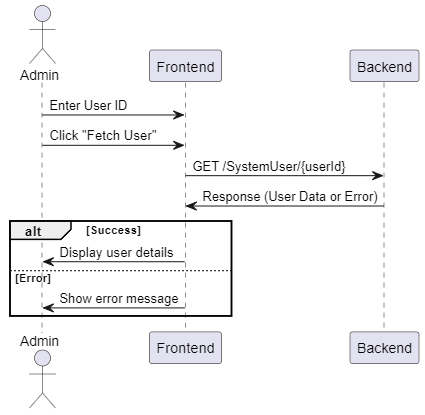 Admin
Frontend
Backend
Enter User ID
Click "Fetch User"
GET /SystemUser/{userId}
Response (User Data or Error)
alt [Success]
Display user details
[Error]
Show error message
Admin
Frontend
Backend